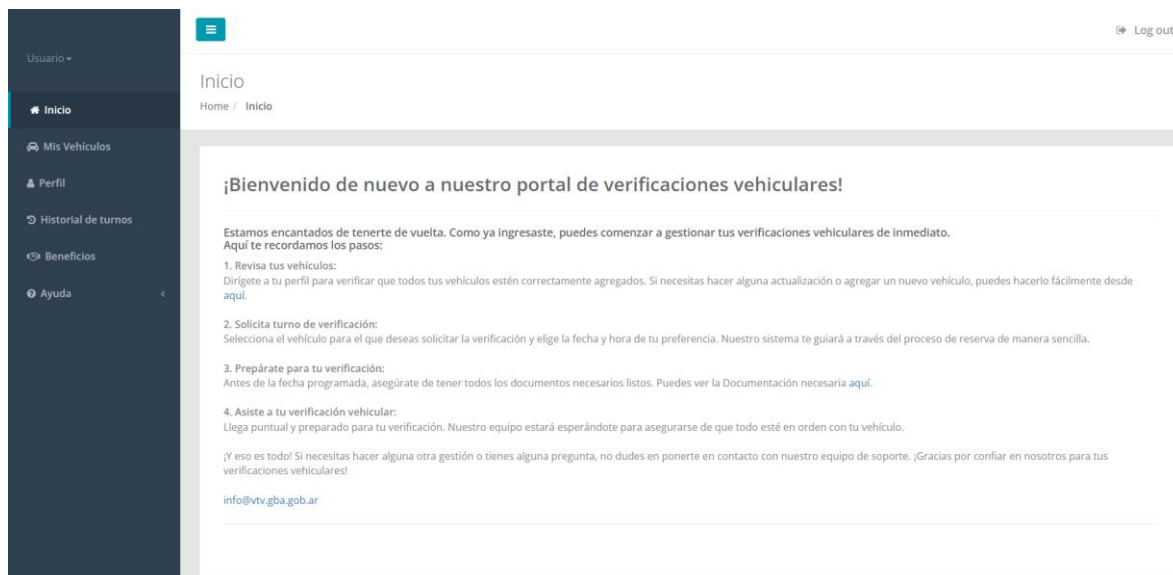 Log out
Usuario
Inicio
Home / Inicio
Inicio
Mis Vehículos
Perfil
Historial de turnos
Beneficios
Ayuda
¡Bienvenido de nuevo a nuestro portal de verificaciones vehiculares!
Estamos encantados de tenerte de vuelta. Como ya ingresaste, puedes comenzar a gestionar tus verificaciones vehiculares de inmediato.
Aquí te recordamos los pasos:
1. Revisa tus vehículos:
Dirígete a tu perfil para verificar que todos tus vehículos estén correctamente agregados. Si necesitas hacer alguna actualización o agregar un nuevo vehículo, puedes hacerlo fácilmente desde
aquí.
2. Solicita turno de verificación:
Selecciona el vehículo para el que deseas solicitar la verificación y elige la fecha y hora de tu preferencia. Nuestro sistema te guiará a través del proceso de reserva de manera sencilla.
3. Prepárate para tu verificación:
Antes de la fecha programada, asegúrate de tener todos los documentos necesarios listos. Puedes ver la Documentación necesaria aquí.
4. Asiste a tu verificación vehicular:
Llega puntual y preparado para tu verificación. Nuestro equipo estará esperándote para asegurarse de que todo esté en orden con tu vehículo.
¡Y eso es todo! Si necesitas hacer alguna otra gestión o tienes alguna pregunta, no dudes en ponerte en contacto con nuestro equipo de soporte. ¡Gracias por confiar en nosotros para tus
verificaciones vehiculares!
info@vtv.gba.gob.ar